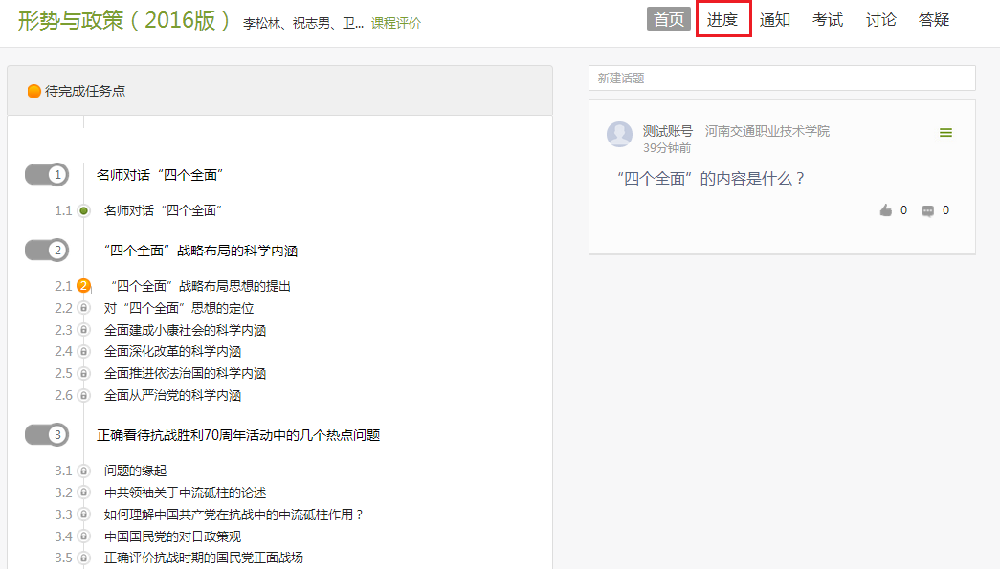 形势与政策（2016版） 李松林、祝志男、卫... 课程评价
首页 进度 通知 考试 讨论 答疑
待完成任务点
1 名师对话“四个全面”
1.1 名师对话“四个全面”
2 “四个全面”战略布局的科学内涵
2.1 2 “四个全面”战略布局思想的提出
2.2 对“四个全面”思想的定位
2.3 全面建成小康社会的科学内涵
2.4 全面深化改革的科学内涵
2.5 全面推进依法治国的科学内涵
2.6 全面从严治党的科学内涵
3 正确看待抗战胜利70周年活动中的几个热点问题
3.1 问题的缘起
3.2 中共领袖关于中流砥柱的论述
3.3 如何理解中国共产党在抗战中的中流砥柱作用？
3.4 中国国民党的对日政策观
3.5 正确评价抗战时期的国民党正面战场
新建话题
测试账号 河南交通职业技术学院
39分钟前
“四个全面”的内容是什么？
0 0